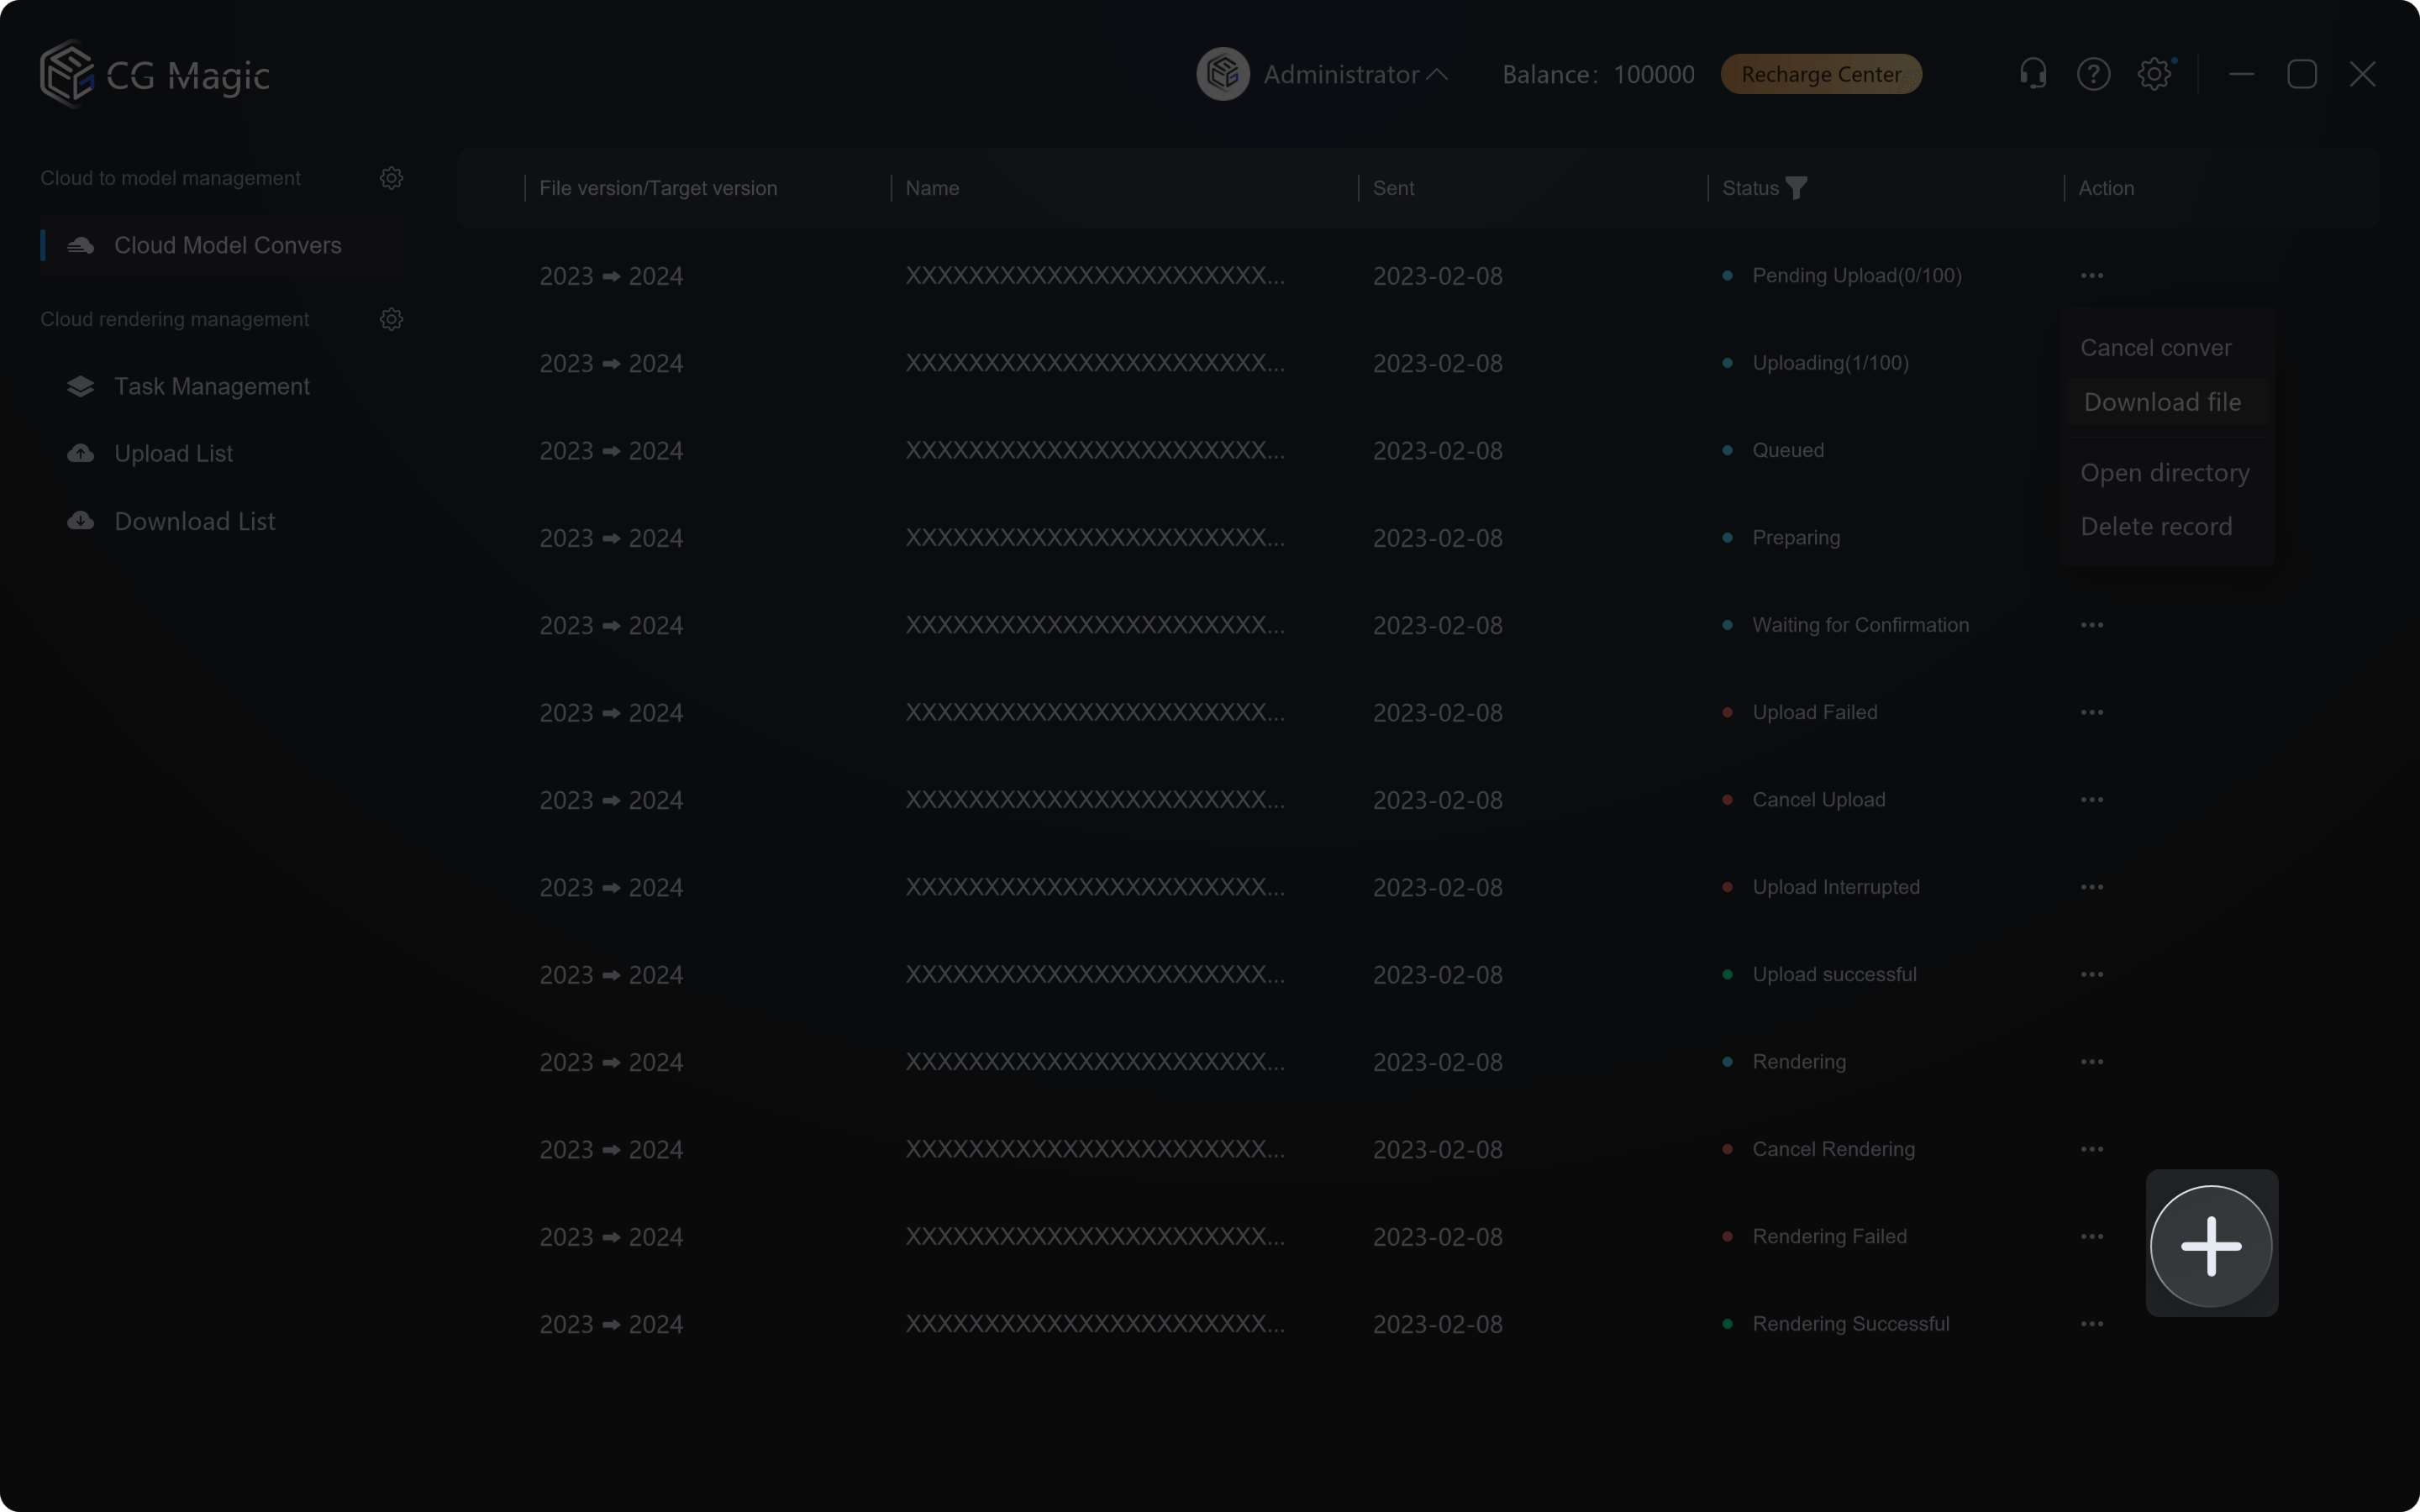 CG Magic
Administrator Balance: 100000 Recharge Center
Cloud to model management
Cloud Model Convers
Cloud rendering management
Task Management
Upload List
Download List
File version/Target version Name Sent Status Action
2023 2024 XXXXXXXXXXXXXXXXXXXXXXX... 2023-02-08 Pending Upload(0/100)
2023 2024 XXXXXXXXXXXXXXXXXXXXXXX... 2023-02-08 Uploading(1/100)
2023 2024 XXXXXXXXXXXXXXXXXXXXXXX... 2023-02-08 Queued
2023 2024 XXXXXXXXXXXXXXXXXXXXXXX... 2023-02-08 Preparing
2023 2024 XXXXXXXXXXXXXXXXXXXXXXX... 2023-02-08 Waiting for Confirmation
2023 2024 XXXXXXXXXXXXXXXXXXXXXXX... 2023-02-08 Upload Failed
2023 2024 XXXXXXXXXXXXXXXXXXXXXXX... 2023-02-08 Cancel Upload
2023 2024 XXXXXXXXXXXXXXXXXXXXXXX... 2023-02-08 Upload Interrupted
2023 2024 XXXXXXXXXXXXXXXXXXXXXXX... 2023-02-08 Upload successful
2023 2024 XXXXXXXXXXXXXXXXXXXXXXX... 2023-02-08 Rendering
2023 2024 XXXXXXXXXXXXXXXXXXXXXXX... 2023-02-08 Cancel Rendering
2023 2024 XXXXXXXXXXXXXXXXXXXXXXX... 2023-02-08 Rendering Failed
2023 2024 XXXXXXXXXXXXXXXXXXXXXXX... 2023-02-08 Rendering Successful
Cancel conver
Download file
Open directory
Delete record